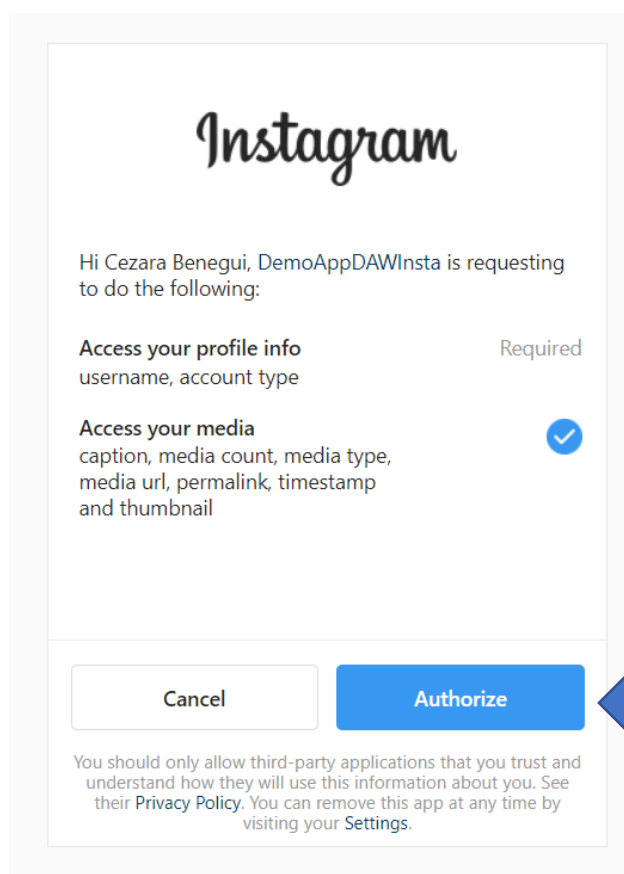 Instagram
Hi Cezara Benegui, DemoAppDAWInsta is requesting
to do the following:
Access your profile info Required
username, account type
Access your media
caption, media count, media type,
media url, permalink, timestamp
and thumbnail
Cancel Authorize
You should only allow third-party applications that you trust and
understand how they will use this information about you. See
their Privacy Policy. You can remove this app at any time by
visiting your Settings.